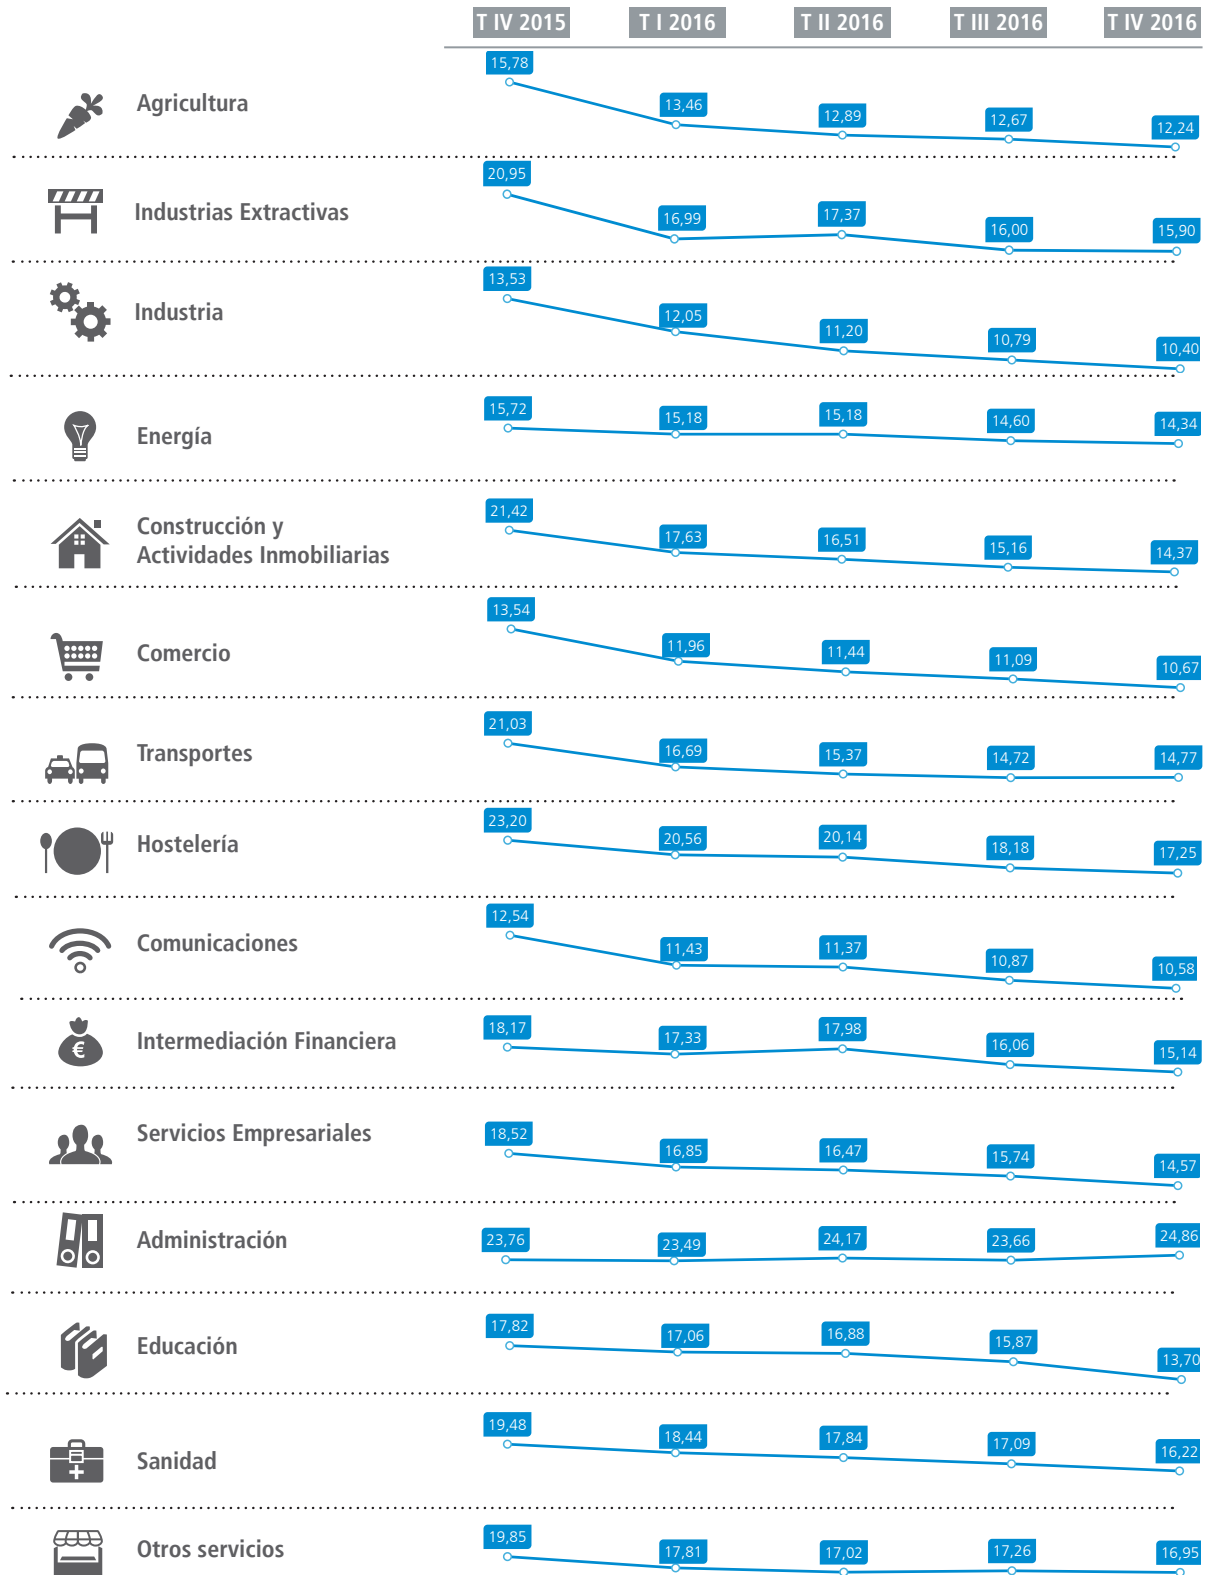 T IV 2015 T I 2016 T II 2016 T III 2016 T IV 2016
Agricultura 15,78 13,46 12,89 12,67 12,24
Industrias Extractivas 20,95 16,99 17,37 16,00 15,90
Industria 13,53 12,05 11,20 10,79 10,40
Energía 15,72 15,18 15,18 14,60 14,34
Construcción y
Actividades Inmobiliarias 21,42 17,63 16,51 15,16 14,37
Comercio 13,54 11,96 11,44 11,09 10,67
Transportes 21,03 16,69 15,37 14,72 14,77
Hostelería 23,20 20,56 20,14 18,18 17,25
Comunicaciones 12,54 11,43 11,37 10,87 10,58
€
Intermediación Financiera 18,17 17,33 17,98 16,06 15,14
Servicios Empresariales 18,52 16,85 16,47 15,74 14,57
Administración 23,76 23,49 24,17 23,66 24,86
Educación 17,82 17,06 16,88 15,87 13,70
Sanidad 19,48 18,44 17,84 17,09 16,22
Otros servicios 19,85 17,81 17,02 17,26 16,95